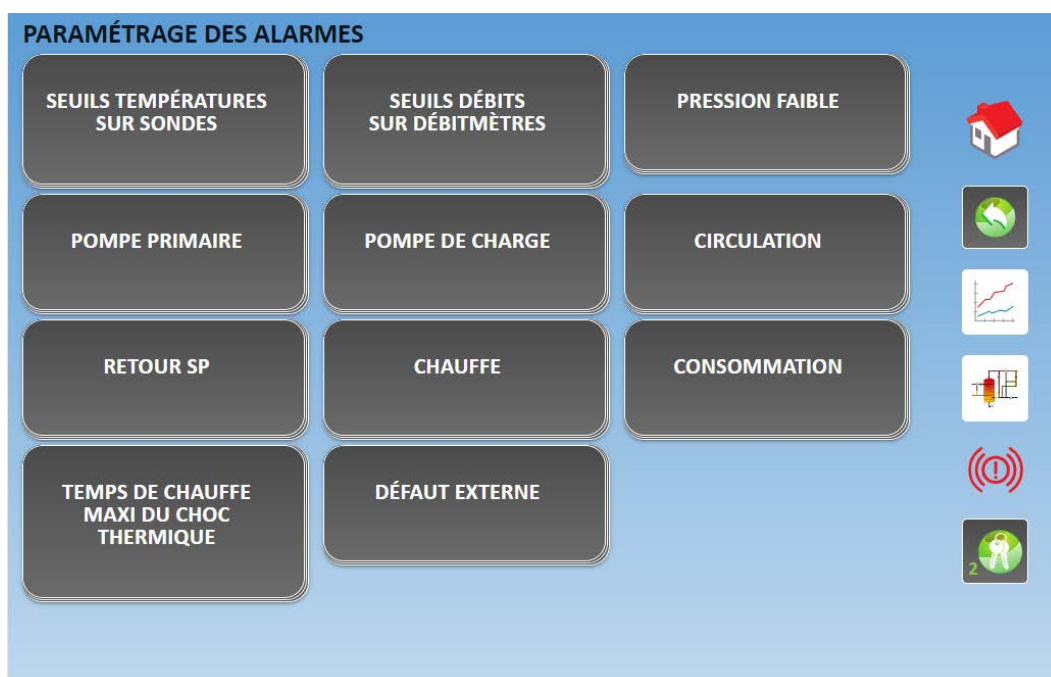 PARAMÉTRAGE DES ALARMES
SEUILS TEMPÉRATURES
SUR SONDES
SEUILS DÉBITS
SUR DÉBITMÈTRES
PRESSION FAIBLE
POMPE PRIMAIRE
POMPE DE CHARGE
CIRCULATION
RETOUR SP
CHAUFFE
CONSOMMATION
TEMPS DE CHAUFFE
MAXI DU CHOC
THERMIQUE
DÉFAUT EXTERNE
2